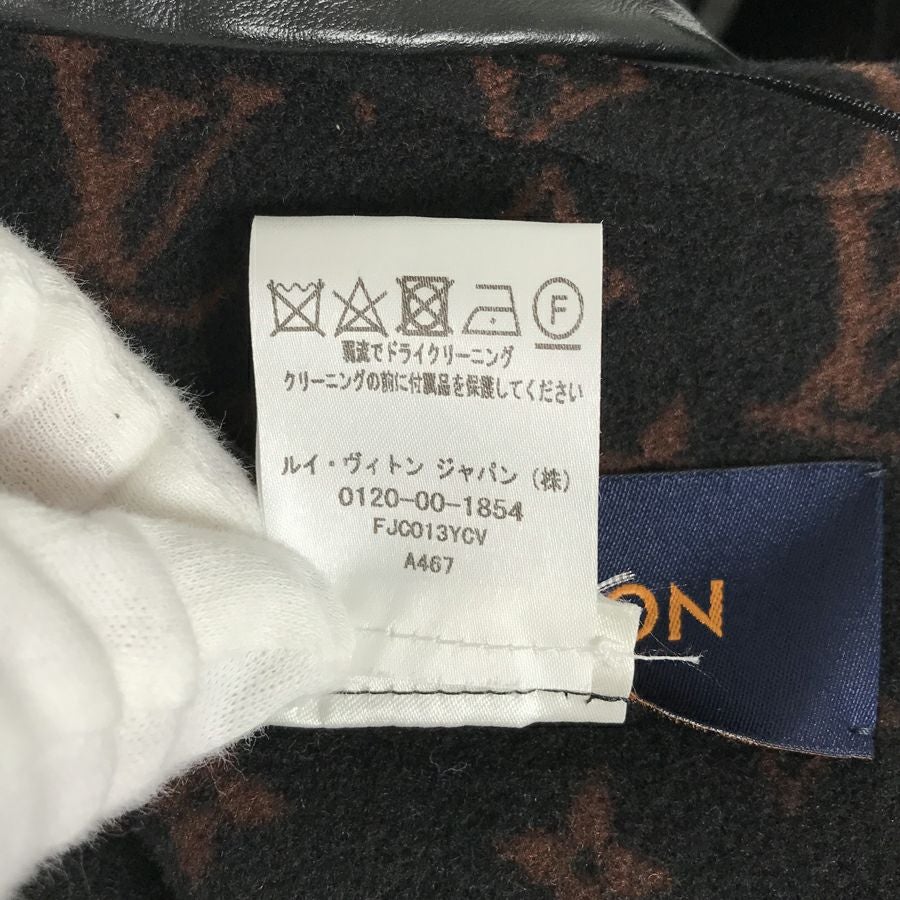 F
弱流でドライクリーニング
クリーニングの前に付属品を保護してください
ルイ・ヴィトン ジャパン (株)
0120-00-1854
FJC013YCV
A467
ON